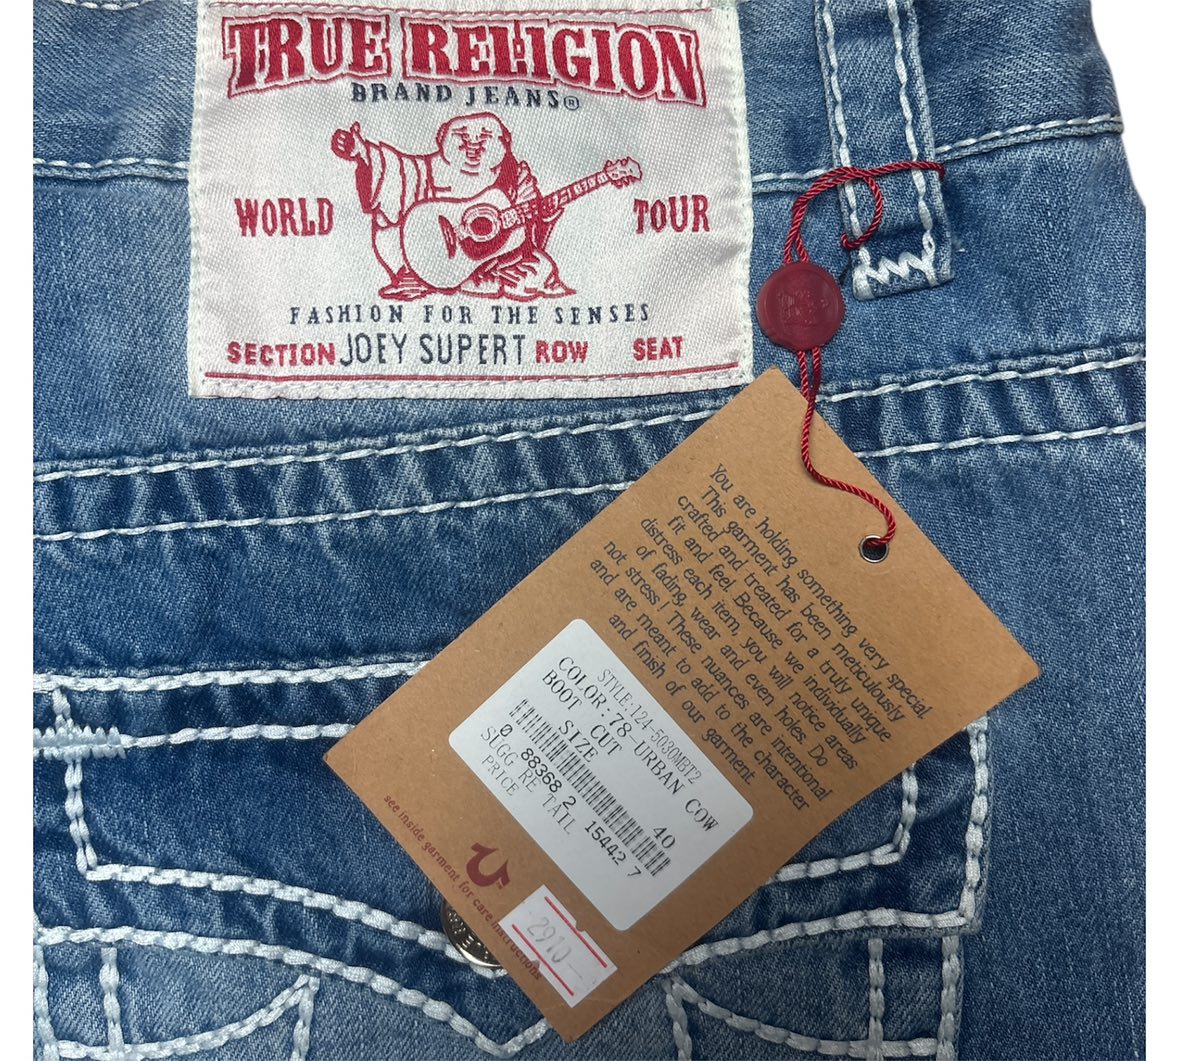 TRUE RELIGION
BRAND JEANS®
WORLD TOUR
FASHION FOR THE SENSES
SECTION JOEY SUPERT ROW SEAT
You are holding something very special.
This garment has been meticulously
crafted and treated for a truly unique
fit and feel. Because we individually
distress each item, you will notice areas
of fading, wear and even holes. Do
not stress! These nuances are intentional
and are meant to add to the character
and finish of our garment.
STYLE:124-5030MBT2
COLOR·78 URBAN COW
BOOT CUT
SIZE 40
0 88368 2 15442 7
SUGG RE TAIL
PRICE
see inside garment for care instructions
2910